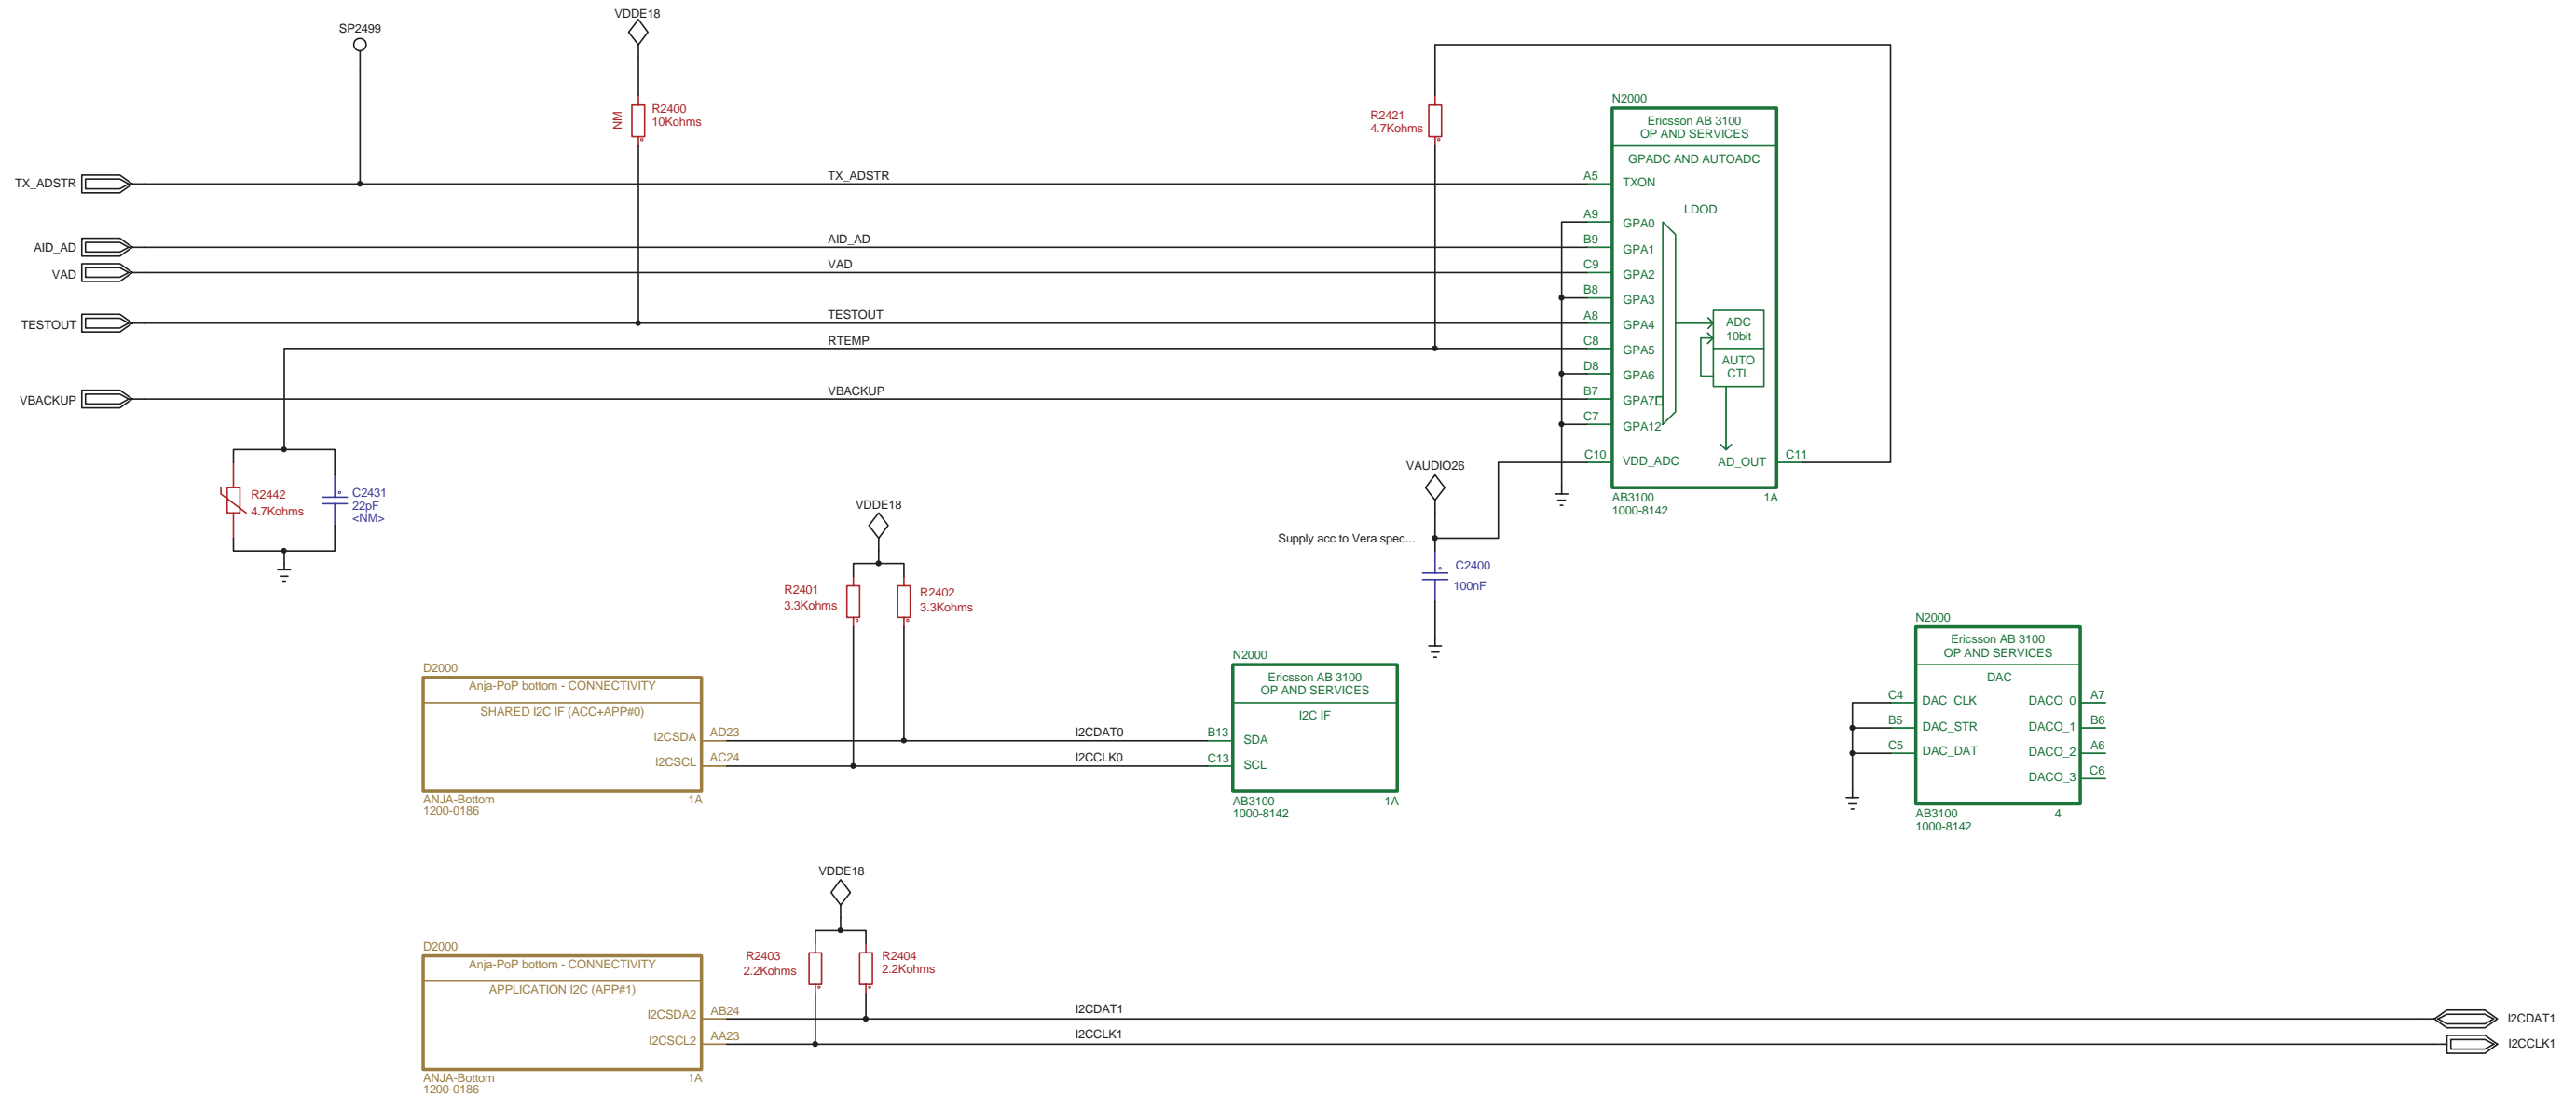 SP2499
VDDE18
NM
R2400
10Kohms
R2421
4.7Kohms
N2000
Ericsson AB 3100
OP AND SERVICES
GPADC AND AUTOADC
TX_ADSTR
TX_ADSTR
A5
TXON
LDOD
A9
GPA0
AID_AD
AID_AD
B9
GPA1
VAD
VAD
C9
GPA2
B8
GPA3
TESTOUT
TESTOUT
A8
GPA4
ADC
10bit
RTEMP
C8
GPA5
AUTO
CTL
D8
GPA6
VBACKUP
VBACKUP
B7
GPA7
C7
GPA12
C10
VDD_ADC
AD_OUT
C11
AB3100
1A
1000-8142
R2442
4.7Kohms
C2431
22pF
<NM>
VAUDIO26
Supply acc to Vera spec...
C2400
100nF
VDDE18
R2401
3.3Kohms
R2402
3.3Kohms
D2000
Anja-PoP bottom - CONNECTIVITY
SHARED I2C IF (ACC+APP#0)
I2CSDA
AD23
I2CSCL
AC24
ANJA-Bottom
1A
1200-0186
I2CDAT0
I2CCLK0
N2000
Ericsson AB 3100
OP AND SERVICES
I2C IF
B13
SDA
C13
SCL
AB3100
1A
1000-8142
N2000
Ericsson AB 3100
OP AND SERVICES
DAC
C4
DAC_CLK
DACO_0
A7
B5
DAC_STR
DACO_1
B6
C5
DAC_DAT
DACO_2
A6
DACO_3
C6
AB3100
4
1000-8142
VDDE18
R2403
2.2Kohms
R2404
2.2Kohms
D2000
Anja-PoP bottom - CONNECTIVITY
APPLICATION I2C (APP#1)
I2CSDA2
AB24
I2CSCL2
AA23
ANJA-Bottom
1A
1200-0186
I2CDAT1
I2CDAT1
I2CCLK1
I2CCLK1